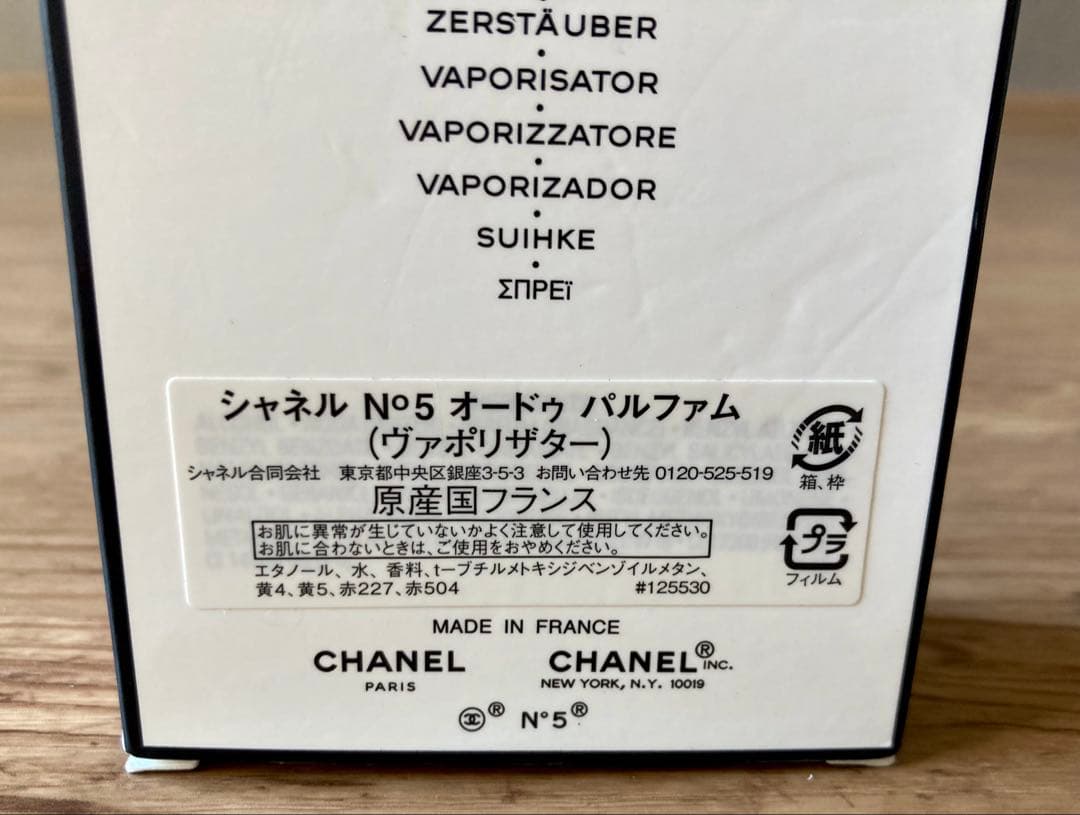 ZERSTÄUBER
•
VAPORISATOR
•
VAPORIZZATORE
•
VAPORIZADOR
•
SUIHKE
•
ΣΠΡΕϊ
シャネル Nº5 オードゥ パルファム
(ヴァポリザター)
シャネル合同会社 東京都中央区銀座3-5-3 お問い合わせ先 0120-525-519
原産国フランス
お肌に異常が生じていないかよく注意して使用してください。
お肌に合わないときは、ご使用をおやめください。
エタノール、水、香料、t-ブチルメトキシジベンゾイルメタン、
黄4、黄5、赤227、赤504 #125530
紙
箱、枠
プラ
フィルム
MADE IN FRANCE
CHANEL
PARIS
CHANEL® INC.
NEW YORK, N.Y. 10019
® N°5®